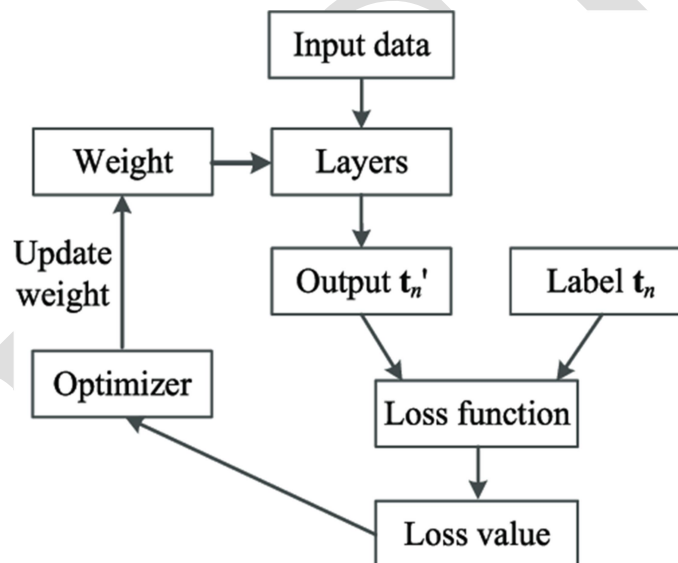 Input data
Weight
Layers
Update
weight
Output tₙ'
Label tₙ
Optimizer
Loss function
Loss value